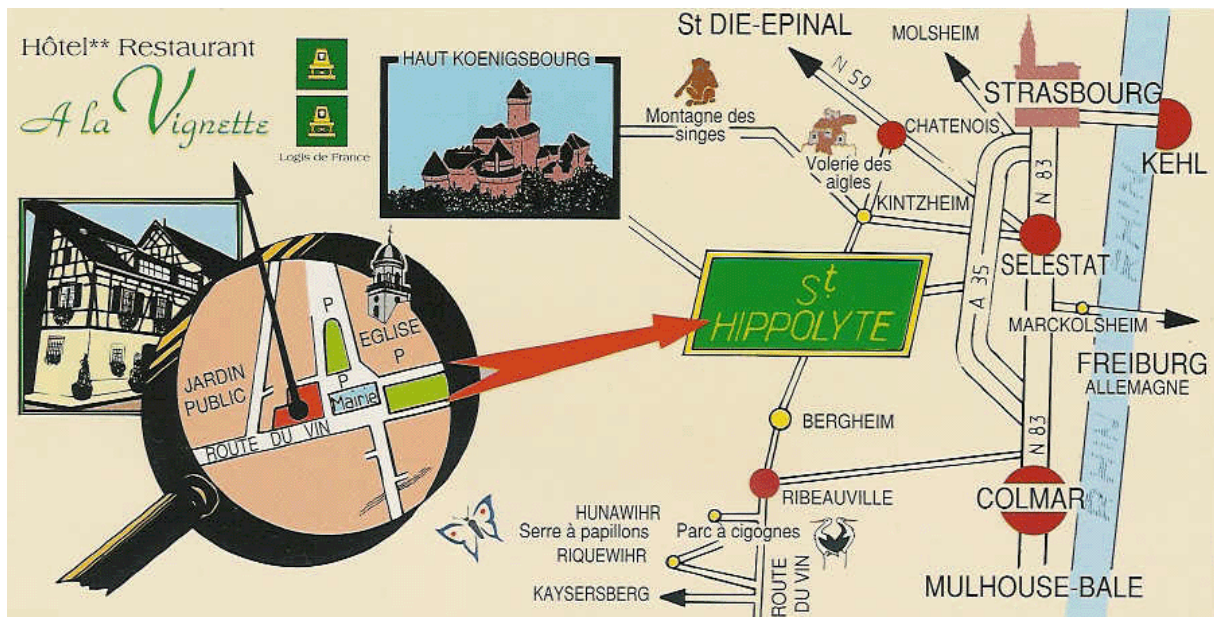 Hôtel** Restaurant
A la Vignette
Logis de France
HAUT KOENIGSBOURG
St DIE-EPINAL
N 59
MOLSHEIM
STRASBOURG
KEHL
Montagne des
singes
CHATENOIS
Volerie des
aigles
KINTZHEIM
N 83
RHIN
SELESTAT
A 35
MARCKOLSHEIM
FREIBURG
ALLEMAGNE
St
HIPPOLYTE
P
EGLISE
P
JARDIN
PUBLIC
P
Mairie
ROUTE DU VIN
BERGHEIM
N 83
RHIN
RIBEAUVILLE
COLMAR
HUNAWIHR
Serre à papillons
Parc à cigognes
RIQUEWIHR
KAYSERSBERG
ROUTE
DU VIN
MULHOUSE-BALE